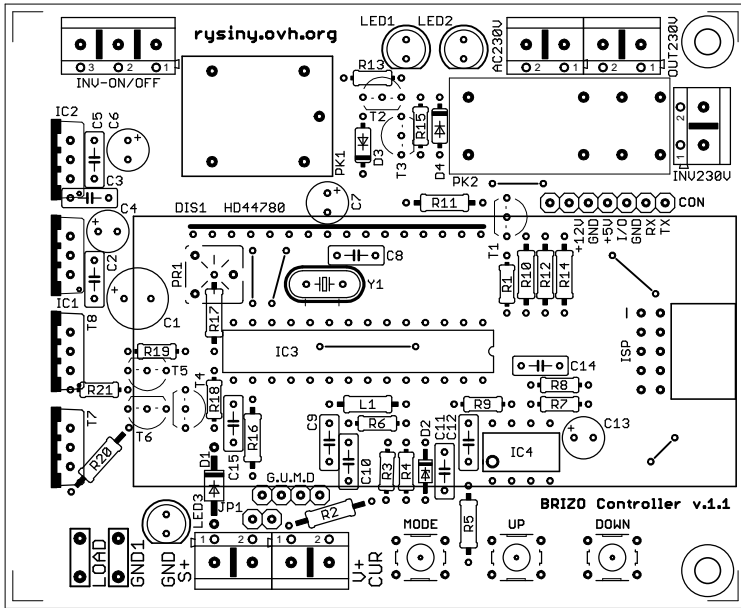 rysiny.ovh.org
LED1
LED2
AC230V
OUT230V
3 2 1
INV-ON/OFF
2 1
2 1
R13
T2
R15
D3
T3
D4
PK1
PK2
2
1
INV230V
IC2
C5
C6
C3
C4
C2
IC1
C1
DIS1 HD44780
C7
R11
T1
CON
+12V
GND
+5V
I/O
GND
RX
TX
PR1
C8
Y1
R1
R10
R12
R14
R17
IC3
ISP
T8
R19
T5
T4
R21
T6
R18
T7
R20
C14
R8
R7
L1
R6
R9
C9
C10
C15
R16
R3
R4
D2
C11
C12
IC4
C13
D1
G.U.M.D
LED3
JP1
R2
R5
BRIZO Controller v.1.1
LOAD
GND1
GND
S+
1 2
1 2
V+
CUR
MODE
UP
DOWN